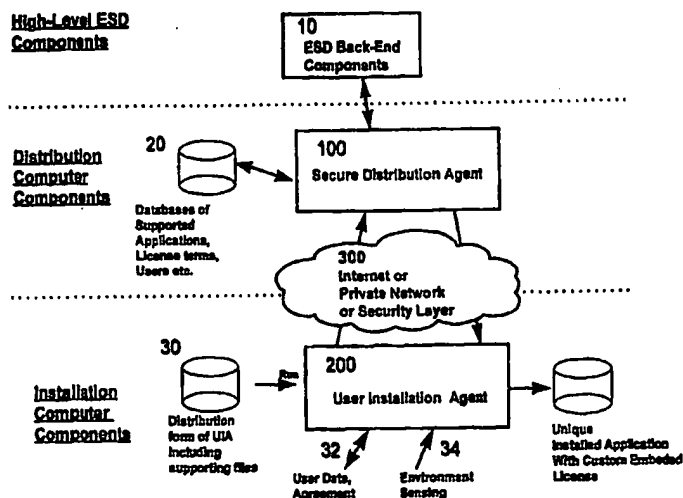 High-Level ESD
Components
10
ESD Back-End
Components
Distribution
Computer
Components
20
Databases of
Supported
Applications,
License terms,
Users etc.
100
Secure Distribution Agent
300
Internet or
Private Network
or Security Layer
Installation
Computer
Components
30
Distribution
form of UIA
including
supporting files
Run
200
User Installation Agent
32
User Data,
Agreement
34
Environment
Sensing
Unique
Installed Application
With Custom Embeded
License